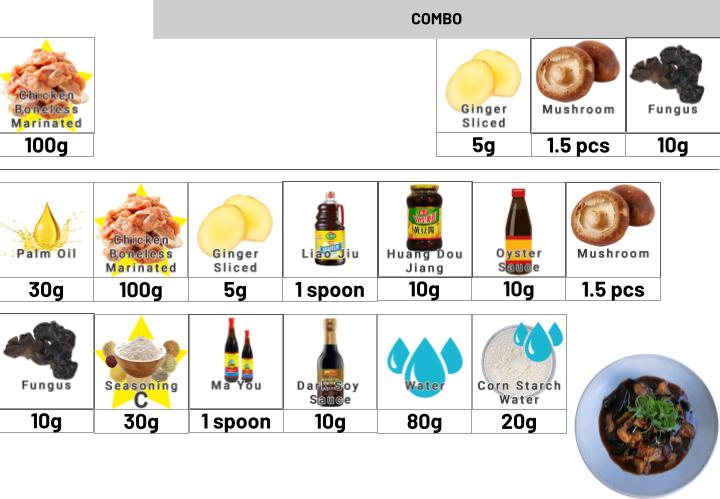 COMBO
Chicken
Boneless
Marinated
Ginger
Sliced
Mushroom
Fungus
100g
5g
1.5 pcs
10g
Palm Oil
Chicken
Boneless
Marinated
Ginger
Sliced
Liao Jiu
Huang Dou
Jiang
Oyster
Sauce
Mushroom
30g
100g
5g
1 spoon
10g
10g
1.5 pcs
Fungus
Seasoning
C
Ma You
Dark Soy
Sauce
Water
Corn Starch
Water
10g
30g
1 spoon
10g
80g
20g